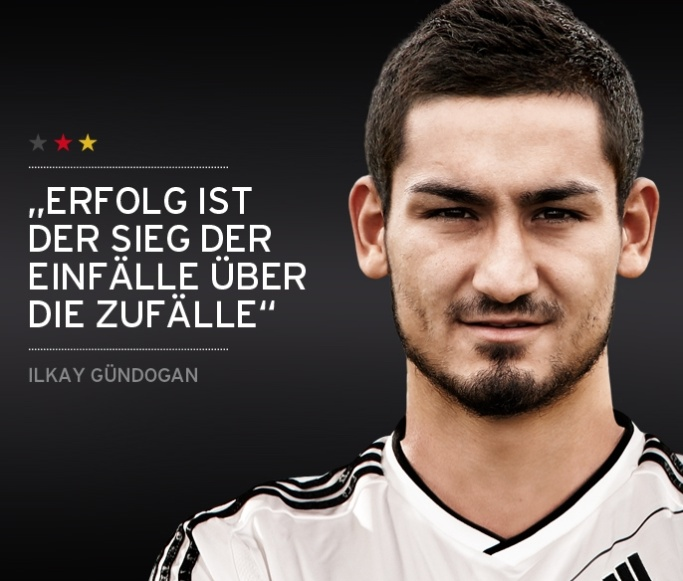 „ERFOLG IST
DER SIEG DER
EINFÄLLE ÜBER
DIE ZUFÄLLE“
ILKAY GÜNDOGAN